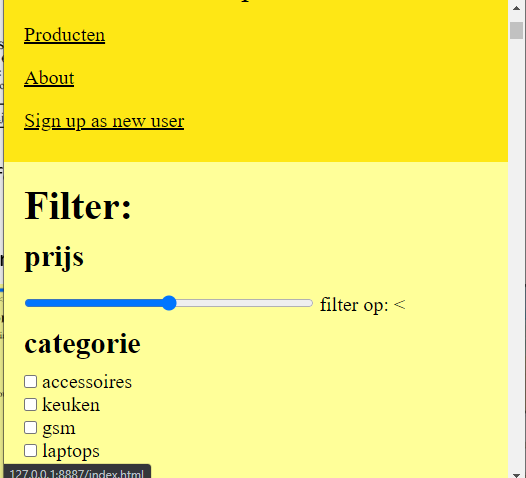 Producten
About
Sign up as new user
Filter:
prijs
filter op: <
categorie
accessoires
keuken
gsm
laptops
127.0.0.1:8887/index.html